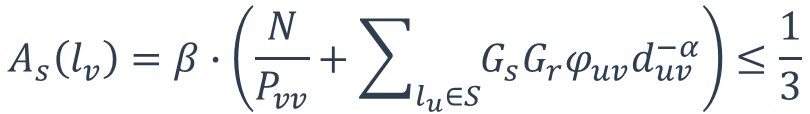 A_s(l_v) = β · (N/P_vv + ∑_{l_u∈S} G_s G_r φ_uv d_uv^{-α}) ≤ 1/3